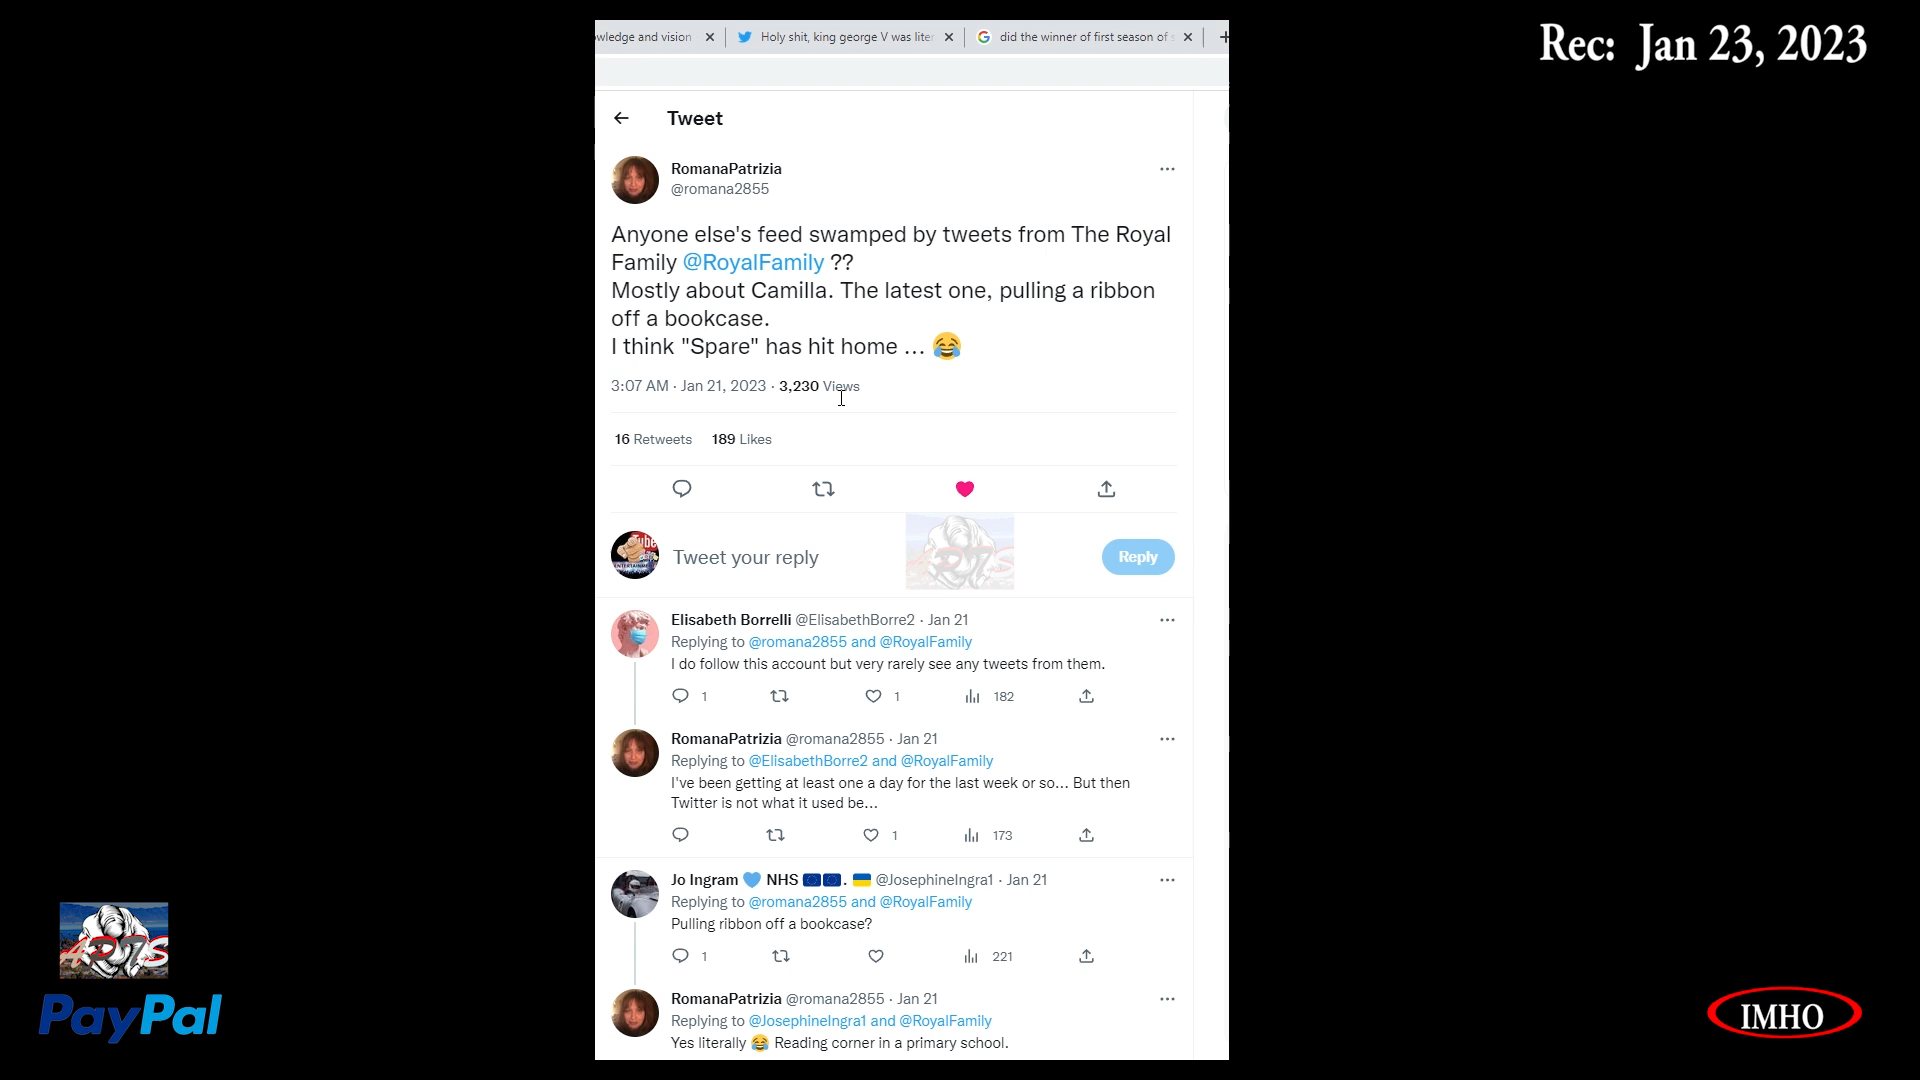 Rec: Jan 23, 2023
owledge and vision
Holy shit, king george V was liter
did the winner of first season of s
Tweet
RomanaPatrizia
@romana2855
Anyone else's feed swamped by tweets from The Royal
Family @RoyalFamily ??
Mostly about Camilla. The latest one, pulling a ribbon
off a bookcase.
I think "Spare" has hit home ... 😂
3:07 AM · Jan 21, 2023 · 3,230 Views
16 Retweets 189 Likes
Tweet your reply
Reply
Elisabeth Borrelli @ElisabethBorre2 · Jan 21
Replying to @romana2855 and @RoyalFamily
I do follow this account but very rarely see any tweets from them.
1 1 182
RomanaPatrizia @romana2855 · Jan 21
Replying to @ElisabethBorre2 and @RoyalFamily
I've been getting at least one a day for the last week or so... But then
Twitter is not what it used be...
1 173
Jo Ingram 💙 NHS 🇪🇺🇪🇺. 🇺🇦 @JosephineIngra1 · Jan 21
Replying to @romana2855 and @RoyalFamily
Pulling ribbon off a bookcase?
1 221
RomanaPatrizia @romana2855 · Jan 21
Replying to @JosephineIngra1 and @RoyalFamily
Yes literally 😂 Reading corner in a primary school.
PayPal
IMHO